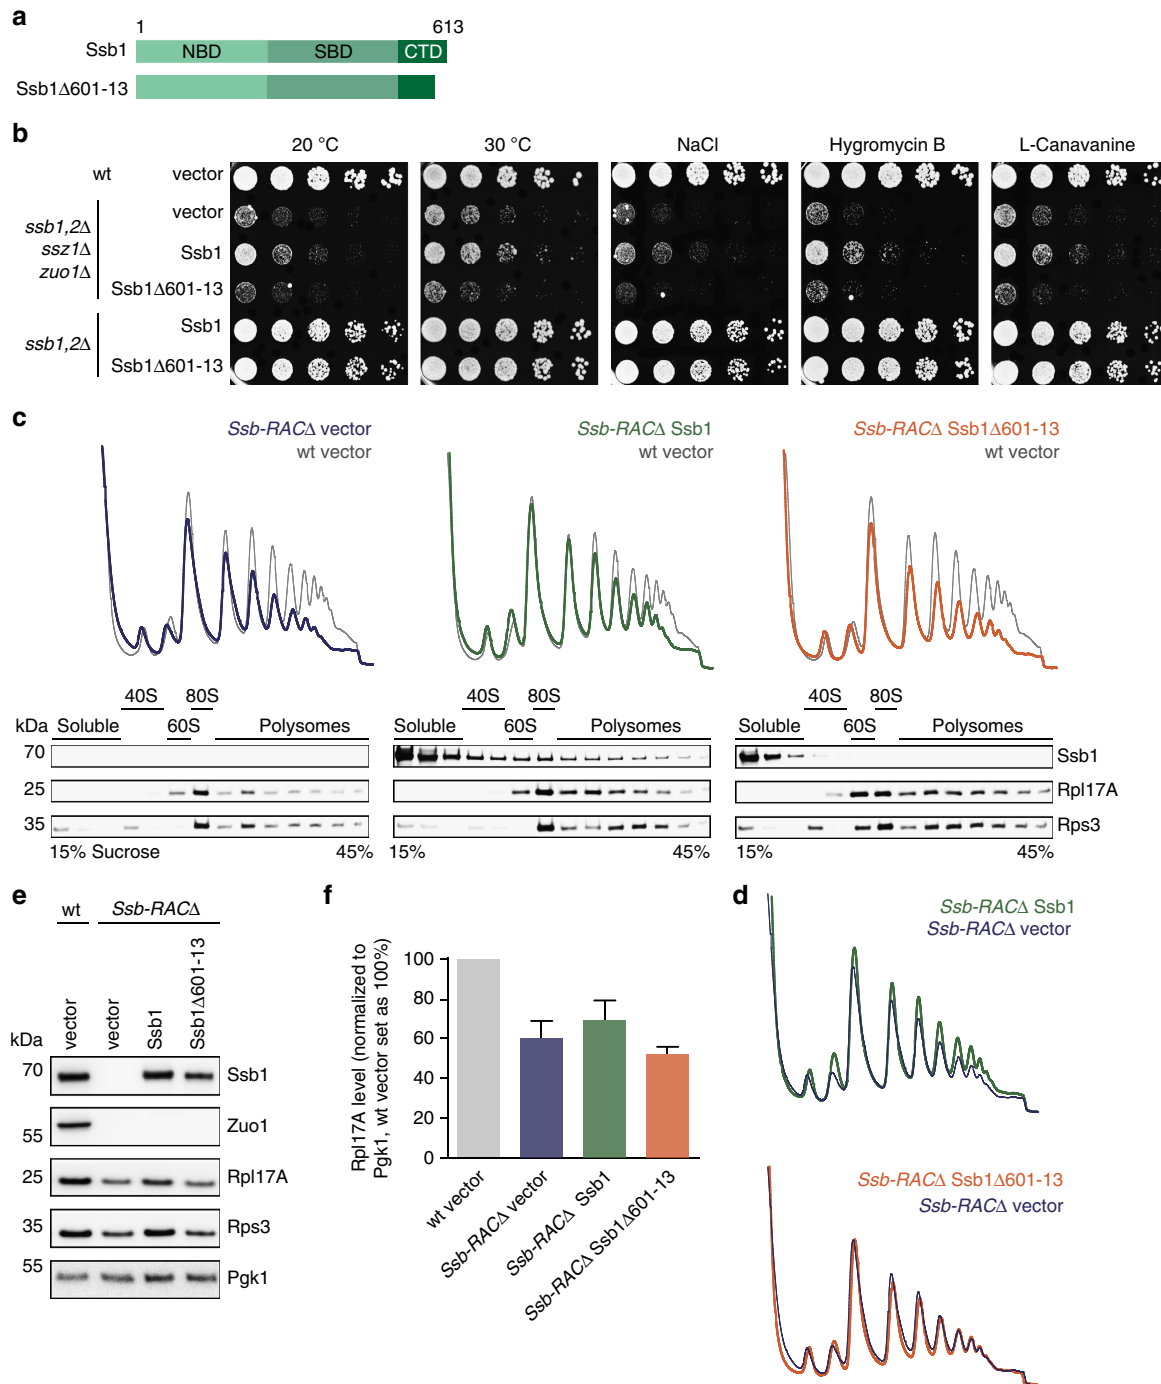 a
1 613
Ssb1 NBD SBD CTD
Ssb1Δ601-13
b
20 °C 30 °C NaCl Hygromycin B L-Canavanine
wt vector
vector
ssb1,2Δ
ssz1Δ
zuo1Δ
Ssb1
Ssb1Δ601-13
ssb1,2Δ
Ssb1
Ssb1Δ601-13
c
Ssb-RACΔ vector
wt vector
Ssb-RACΔ Ssb1
wt vector
Ssb-RACΔ Ssb1Δ601-13
wt vector
40S 80S
kDa Soluble 60S Polysomes
40S 80S
Soluble 60S Polysomes
40S 80S
Soluble 60S Polysomes
70 Ssb1
25 Rpl17A
35 Rps3
15% Sucrose 45%
15% 45%
15% 45%
e
wt Ssb-RACΔ
vector
vector
Ssb1
Ssb1Δ601-13
kDa
70 Ssb1
55 Zuo1
25 Rpl17A
35 Rps3
55 Pgk1
f
Rpl17A level (normalized to
Pgk1, wt vector set as 100%)
100
80
60
40
20
0
wt vector
Ssb-RACΔ vector
Ssb-RACΔ Ssb1
Ssb-RACΔ Ssb1Δ601-13
d
Ssb-RACΔ Ssb1
Ssb-RACΔ vector
Ssb-RACΔ Ssb1Δ601-13
Ssb-RACΔ vector